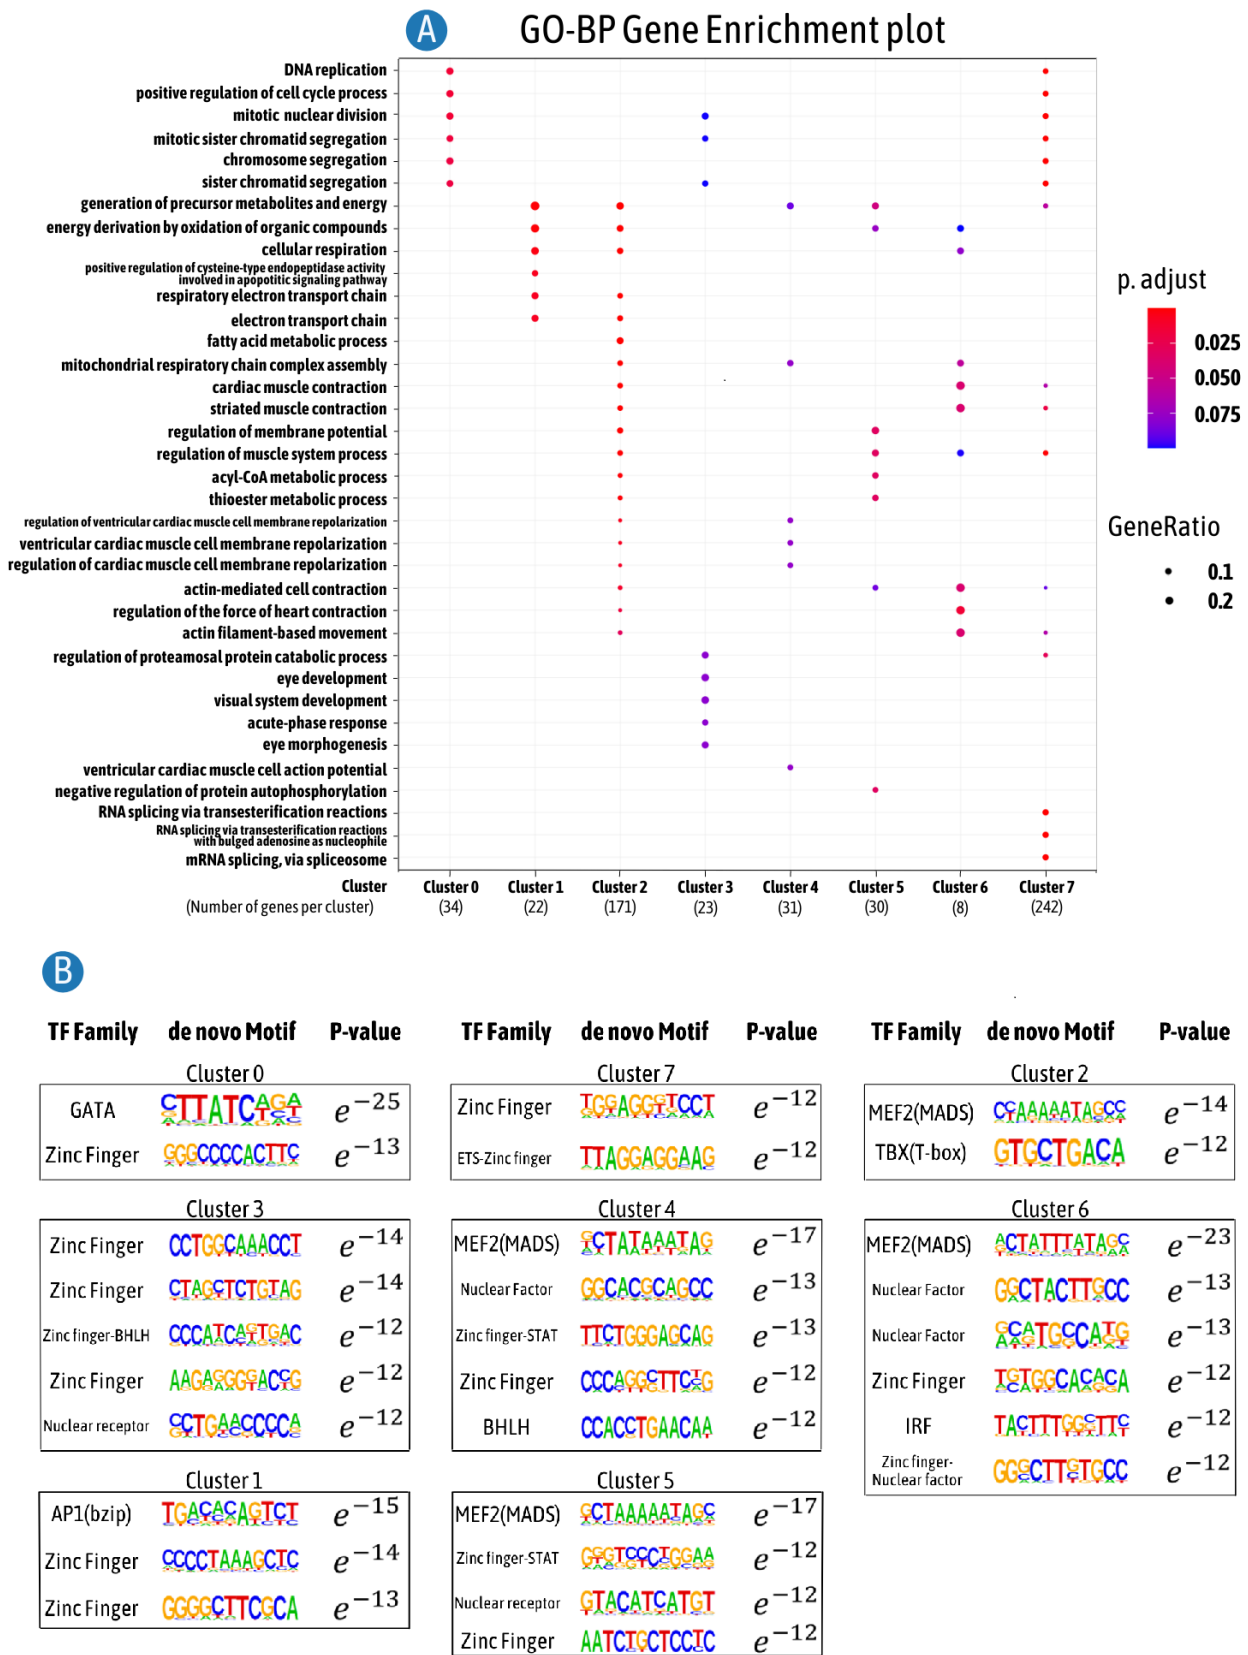 A GO-BP Gene Enrichment plot
DNA replication
positive regulation of cell cycle process
mitotic nuclear division
mitotic sister chromatid segregation
chromosome segregation
sister chromatid segregation
generation of precursor metabolites and energy
energy derivation by oxidation of organic compounds
cellular respiration
positive regulation of cysteine-type endopeptidase activity
involved in apopotitic signaling pathway
respiratory electron transport chain
electron transport chain
fatty acid metabolic process
mitochondrial respiratory chain complex assembly
cardiac muscle contraction
striated muscle contraction
regulation of membrane potential
regulation of muscle system process
acyl-CoA metabolic process
thioester metabolic process
regulation of ventricular cardiac muscle cell membrane repolarization
ventricular cardiac muscle cell membrane repolarization
regulation of cardiac muscle cell membrane repolarization
actin-mediated cell contraction
regulation of the force of heart contraction
actin filament-based movement
regulation of proteamosal protein catabolic process
eye development
visual system development
acute-phase response
eye morphogenesis
ventricular cardiac muscle cell action potential
negative regulation of protein autophosphorylation
RNA splicing via transesterification reactions
RNA splicing via transesterification reactions
with bulged adenosine as nucleophile
mRNA splicing, via spliceosome
Cluster Cluster 0 Cluster 1 Cluster 2 Cluster 3 Cluster 4 Cluster 5 Cluster 6 Cluster 7
(Number of genes per cluster) (34) (22) (171) (23) (31) (30) (8) (242)
p. adjust
0.025
0.050
0.075
GeneRatio
0.1
0.2
B
TF Family de novo Motif P-value
Cluster 0
GATA CTTATCAGA e−25
Zinc Finger GGGCCCCACTTC e−13
Cluster 3
Zinc Finger CCTGGCAAACCT e−14
Zinc Finger CTAGCTCTGTAG e−14
Zinc finger-BHLH CCCATCAGTGAC e−12
Zinc Finger AAGAGGGGACCG e−12
Nuclear receptor CCTGAACCCCA e−12
Cluster 1
AP1(bzip) TGACACAGTCT e−15
Zinc Finger CCCCTAAAGCTC e−14
Zinc Finger GGGGCTTCGCA e−13
TF Family de novo Motif P-value
Cluster 7
Zinc Finger TGGAGGTCCT e−12
ETS-Zinc finger TTAGGAGGAAG e−12
Cluster 4
MEF2(MADS) GCTATAAATAG e−17
Nuclear Factor GGCACGCAGCC e−13
Zinc finger-STAT TTCTGGGAGCAG e−13
Zinc Finger CCCAGGCTTCTG e−12
BHLH CCACCTGAACAA e−12
Cluster 5
MEF2(MADS) GCTAAAAATAGC e−17
Zinc finger-STAT GGGTCCCTGGAA e−12
Nuclear receptor GTACATCATGT e−12
Zinc Finger AATCTGCTCCTC e−12
TF Family de novo Motif P-value
Cluster 2
MEF2(MADS) CCAAAAATAGCC e−14
TBX(T-box) GTGCTGACA e−12
Cluster 6
MEF2(MADS) ACTATTTATAGC e−23
Nuclear Factor GGCTACTTGCC e−13
Nuclear Factor GCATGCCATG e−13
Zinc Finger TGTGGCACACA e−12
IRF TACTTTGGCTTC e−12
Zinc finger-
Nuclear factor GGGCTTGTGCC e−12